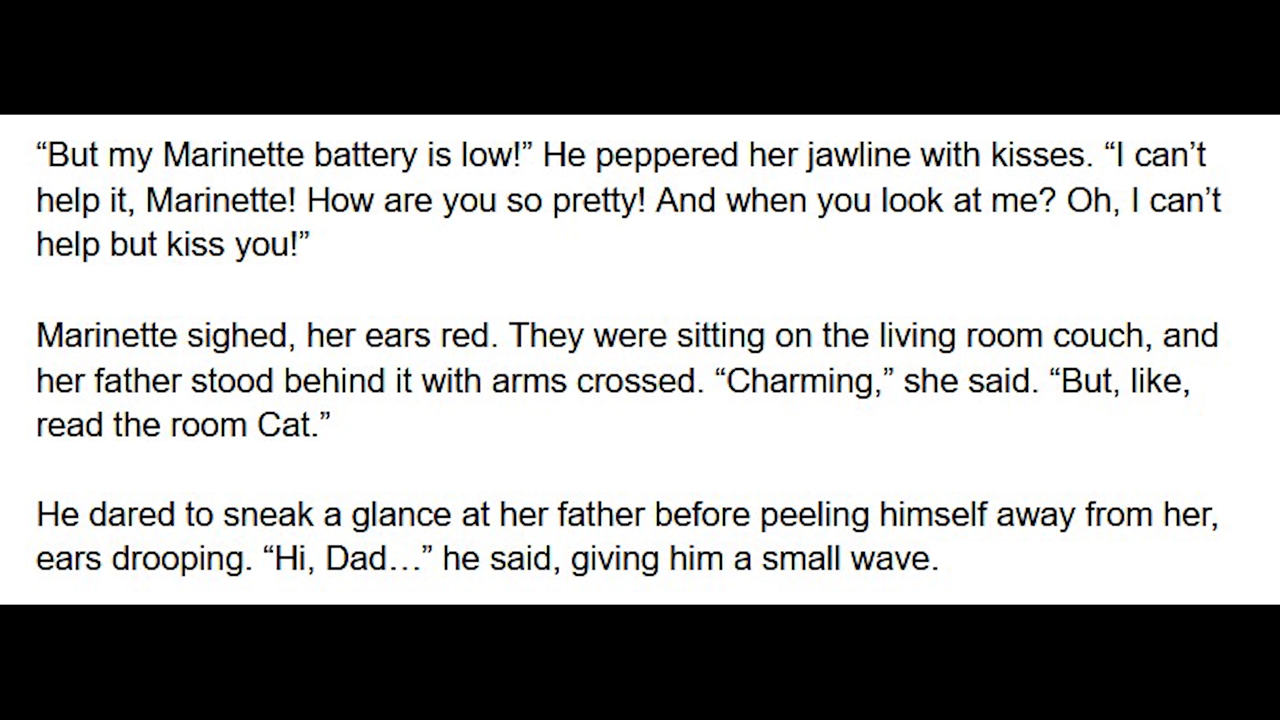 “But my Marinette battery is low!” He peppered her jawline with kisses. “I can’t
help it, Marinette! How are you so pretty! And when you look at me? Oh, I can’t
help but kiss you!”
Marinette sighed, her ears red. They were sitting on the living room couch, and
her father stood behind it with arms crossed. “Charming,” she said. “But, like,
read the room Cat.”
He dared to sneak a glance at her father before peeling himself away from her,
ears drooping. “Hi, Dad…” he said, giving him a small wave.